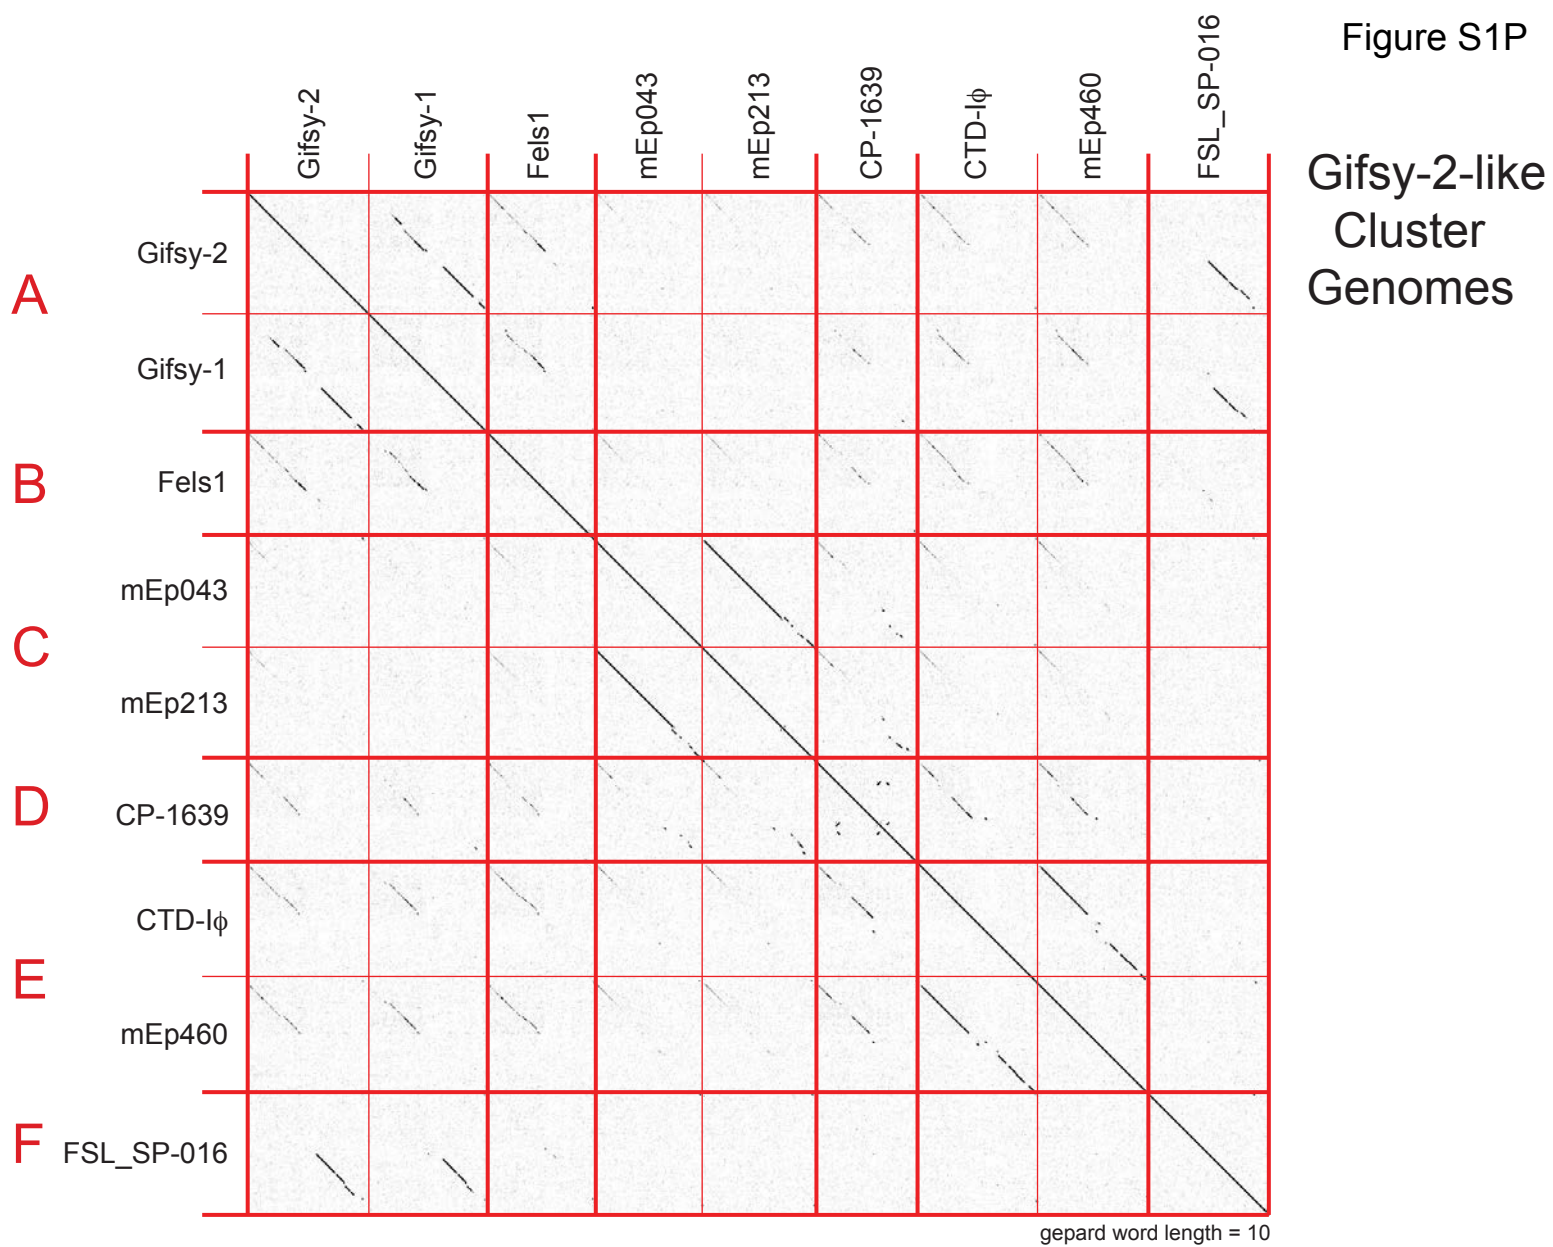 Figure S1P
Gifsy-2
Gifsy-1
Fels1
mEp043
mEp213
CP-1639
CTD-Iϕ
mEp460
FSL_SP-016
Gifsy-2-like
Cluster
Genomes
A
Gifsy-2
Gifsy-1
B
Fels1
C
mEp043
mEp213
D
CP-1639
E
CTD-Iϕ
mEp460
F
FSL_SP-016
gepard word length = 10